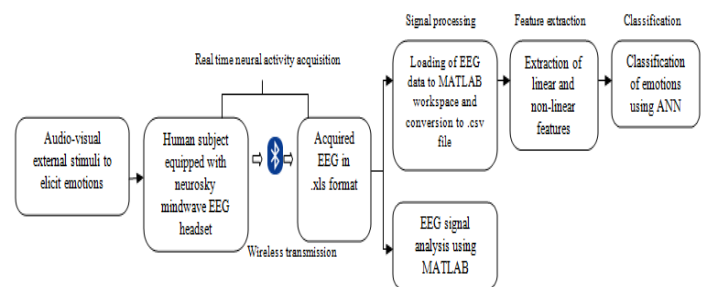 Signal processing
Feature extraction
Classification
Real time neural activity acquisition
Loading of EEG
data to MATLAB
workspace and
conversion to .csv
file
Extraction of
linear and
non-linear
features
Classification
of emotions
using ANN
Audio-visual
external stimuli to
elicit emotions
Human subject
equipped with
neurosky
mindwave EEG
headset
Acquired
EEG in
.xls format
Wireless transmission
EEG signal
analysis using
MATLAB